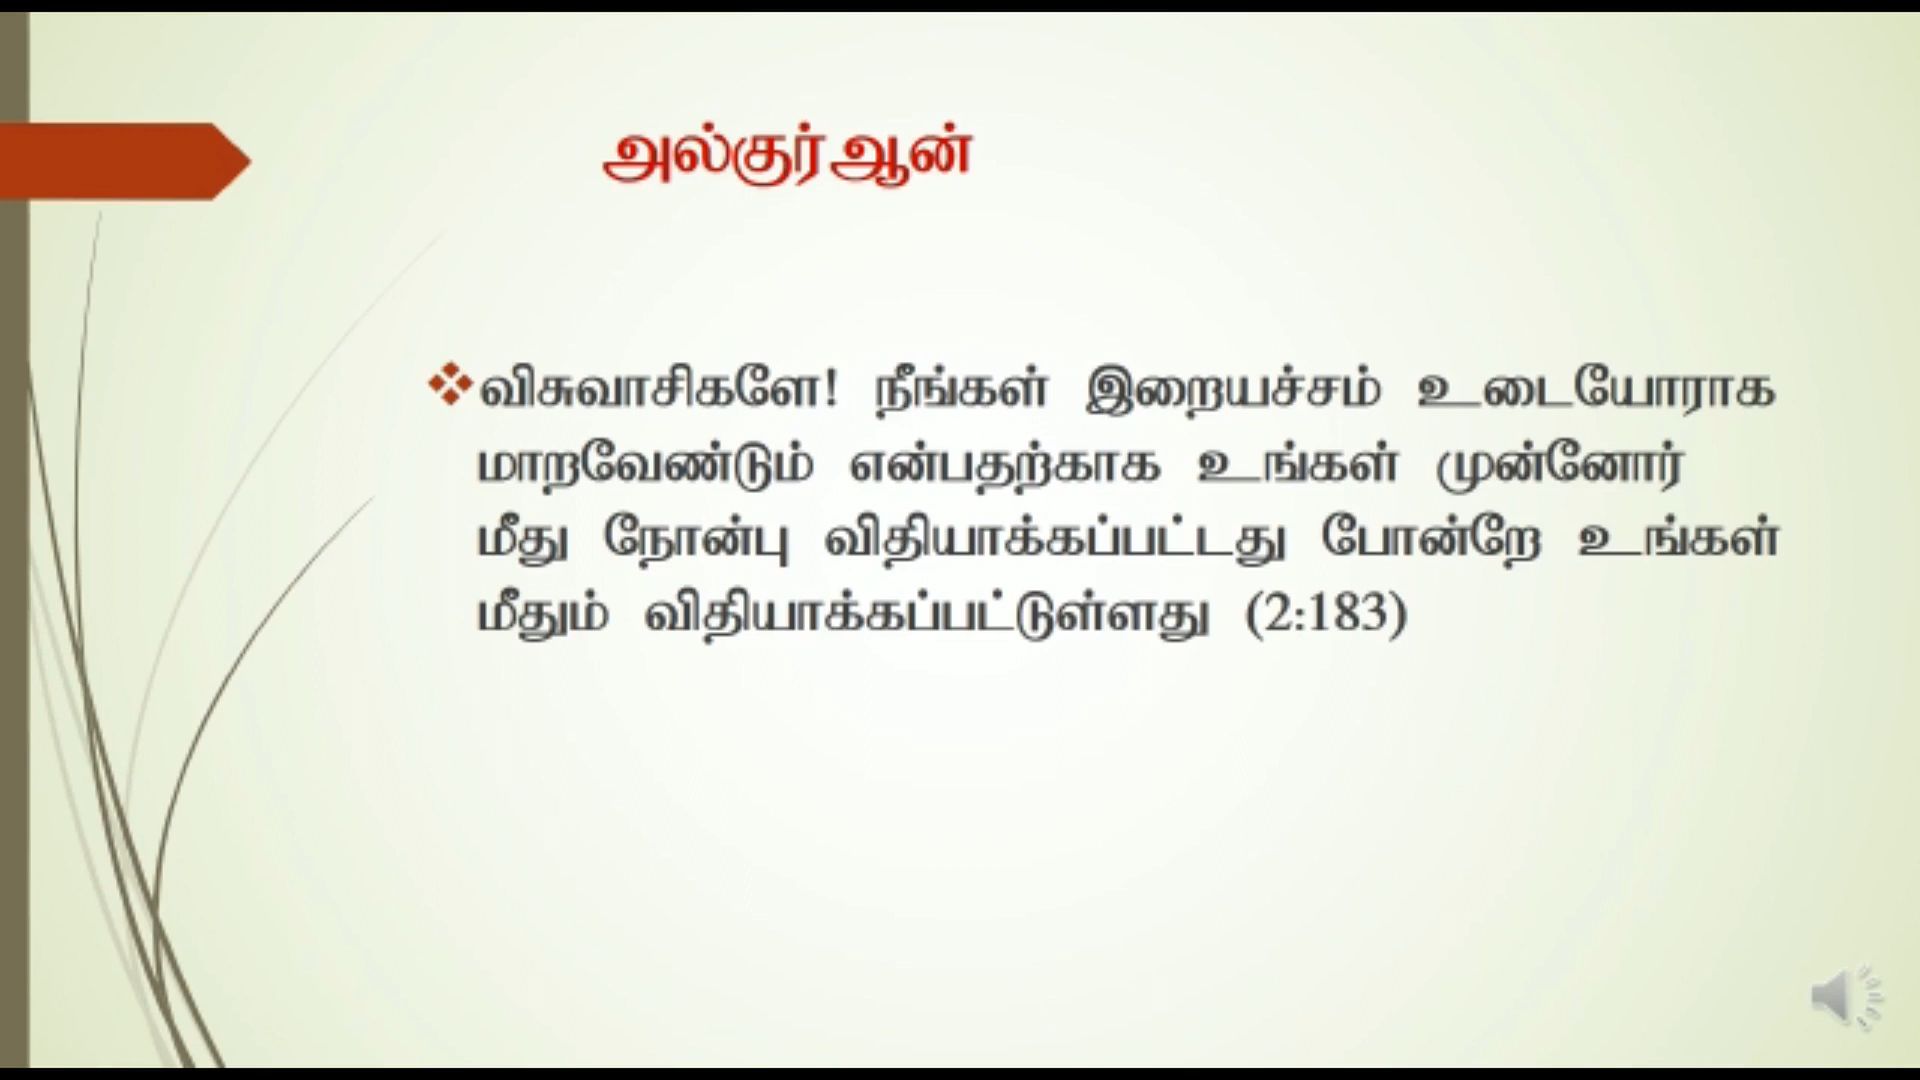 அல்குர்ஆன்
விசுவாசிகளே! நீங்கள் இறையச்சம் உடையோராக
மாறவேண்டும் என்பதற்காக உங்கள் முன்னோர்
மீது நோன்பு விதியாக்கப்பட்டது போன்றே உங்கள்
மீதும் விதியாக்கப்பட்டுள்ளது (2:183)